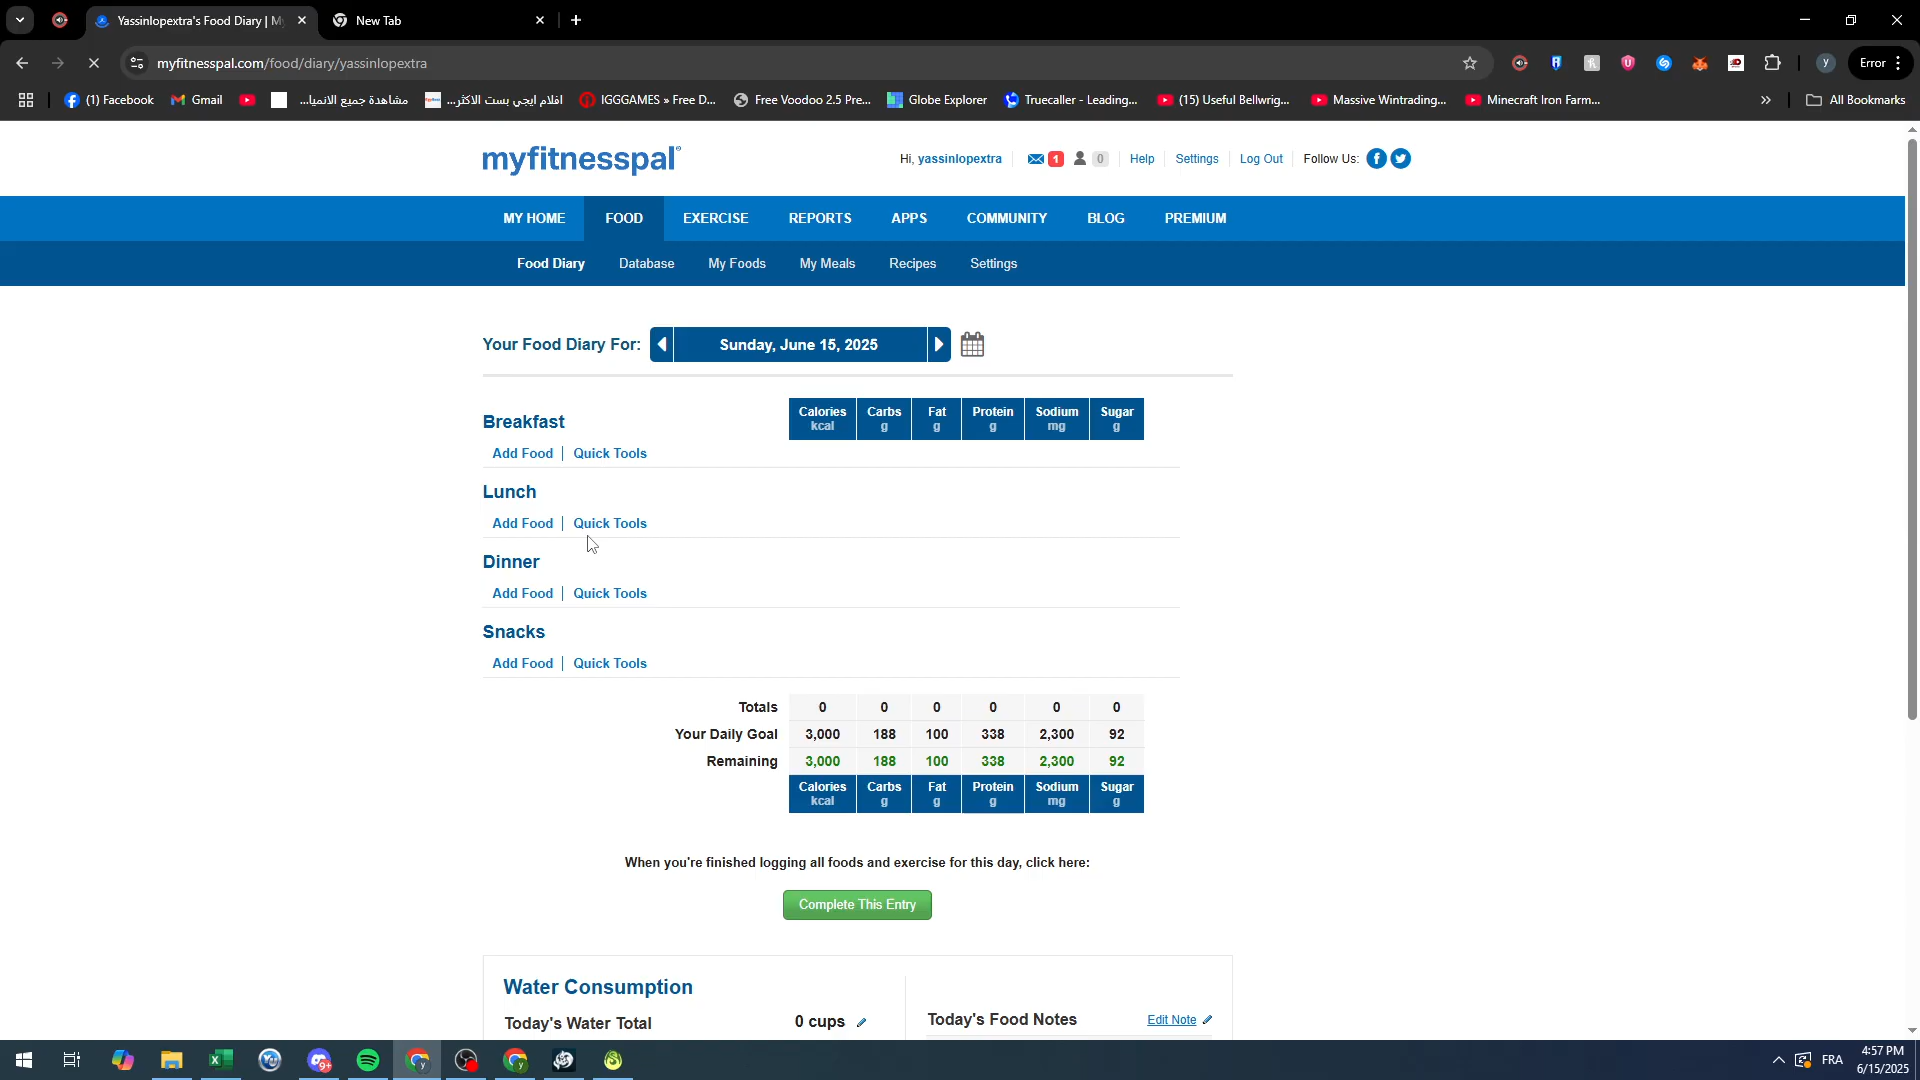 Yassinlopextra's Food Diary | My
New Tab
myfitnesspal.com/food/diary/yassinlopextra
y
Error
(1) Facebook
Gmail
مشاهدة جميع الانميا...
افلام ايجي بست الاكثر...
IGGGAMES » Free D...
Free Voodoo 2.5 Pre...
Globe Explorer
Truecaller - Leading...
(15) Useful Bellwrig...
Massive Wintrading...
Minecraft Iron Farm...
All Bookmarks
myfitnesspal
Hi, yassinlopextra
1
0
Help
Settings
Log Out
Follow Us:
MY HOME
FOOD
EXERCISE
REPORTS
APPS
COMMUNITY
BLOG
PREMIUM
Food Diary
Database
My Foods
My Meals
Recipes
Settings
Your Food Diary For:
Sunday, June 15, 2025
Breakfast
Calories kcal
Carbs g
Fat g
Protein g
Sodium mg
Sugar g
Add Food | Quick Tools
Lunch
Add Food | Quick Tools
Dinner
Add Food | Quick Tools
Snacks
Add Food | Quick Tools
Totals 0 0 0 0 0 0
Your Daily Goal 3,000 188 100 338 2,300 92
Remaining 3,000 188 100 338 2,300 92
Calories kcal
Carbs g
Fat g
Protein g
Sodium mg
Sugar g
When you're finished logging all foods and exercise for this day, click here:
Complete This Entry
Water Consumption
Today's Water Total
0 cups
Today's Food Notes
Edit Note
9+
FRA
4:57 PM
6/15/2025